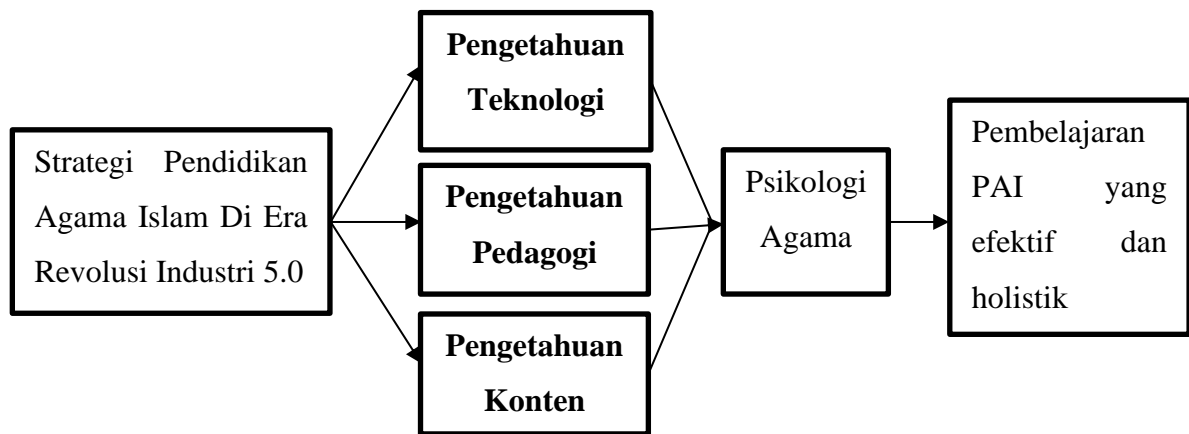 Strategi Pendidikan
Agama Islam Di Era
Revolusi Industri 5.0
Pengetahuan
Teknologi
Pengetahuan
Pedagogi
Pengetahuan
Konten
Psikologi
Agama
Pembelajaran
PAI yang
efektif dan
holistik